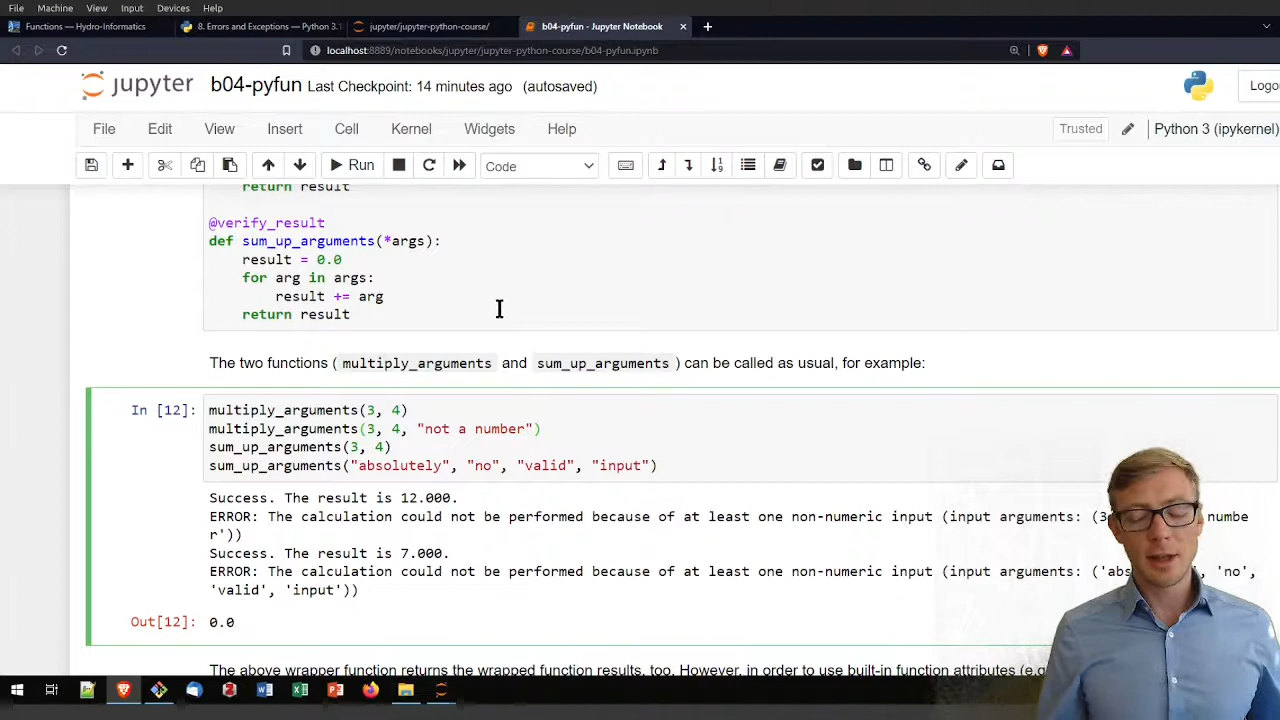 File Machine View Input Devices Help
Functions — Hydro-Informatics
8. Errors and Exceptions — Python 3.
jupyter/jupyter-python-course/
b04-pyfun - Jupyter Notebook
localhost:8889/notebooks/jupyter/jupyter-python-course/b04-pyfun.ipynb
jupyter b04-pyfun Last Checkpoint: 14 minutes ago (autosaved)
Logo
File Edit View Insert Cell Kernel Widgets Help
Trusted Python 3 (ipykernel)
Run Code
return result
@verify_result
def sum_up_arguments(*args):
result = 0.0
for arg in args:
result += arg
return result
The two functions ( multiply_arguments and sum_up_arguments ) can be called as usual, for example:
In [12]: multiply_arguments(3, 4)
multiply_arguments(3, 4, "not a number")
sum_up_arguments(3, 4)
sum_up_arguments("absolutely", "no", "valid", "input")
Success. The result is 12.000.
ERROR: The calculation could not be performed because of at least one non-numeric input (input arguments: (3 numbe
r'))
Success. The result is 7.000.
ERROR: The calculation could not be performed because of at least one non-numeric input (input arguments: ('abs ', 'no',
'valid', 'input'))
Out[12]: 0.0
The above wrapper function returns the wrapped function results, too. However, in order to use built-in function attributes (e.g